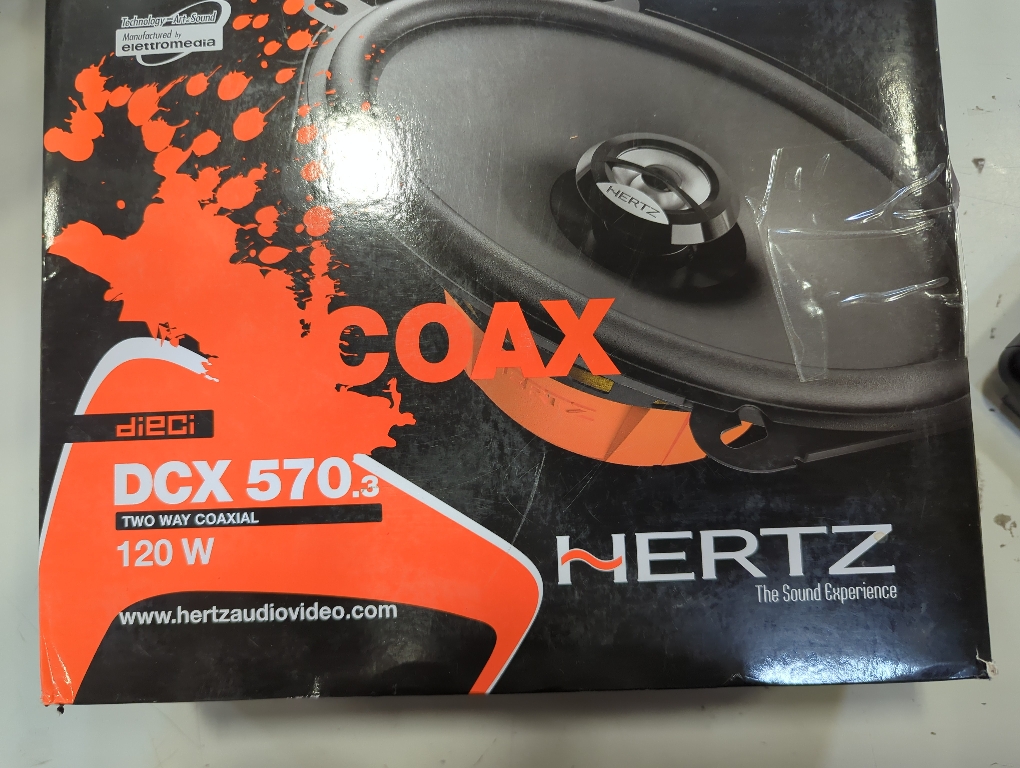 Technology—Art & Sound
Manufactured by
elettromedia
HERTZ
COAX
dieci
DCX 570.3
TWO WAY COAXIAL
120 W
HERTZ
The Sound Experience
www.hertzaudiovideo.com